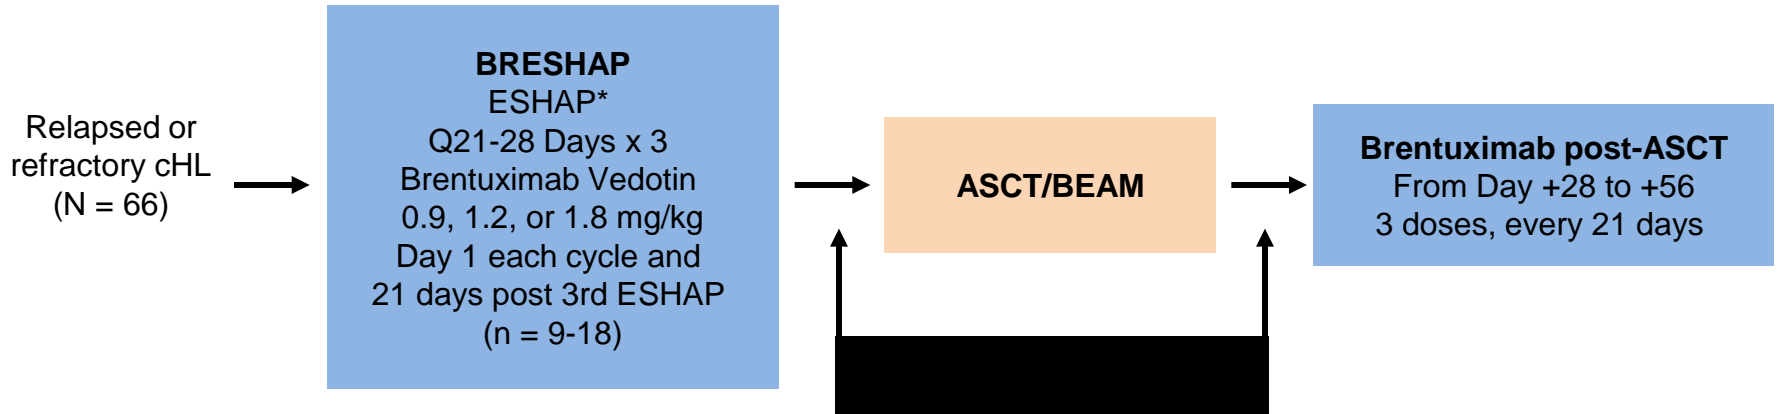 Relapsed or
refractory cHL
(N = 66)
BRESHAP
ESHAP*
Q21-28 Days x 3
Brentuximab Vedotin
0.9, 1.2, or 1.8 mg/kg
Day 1 each cycle and
21 days post 3rd ESHAP
(n = 9-18)
ASCT/BEAM
Brentuximab post-ASCT
From Day +28 to +56
3 doses, every 21 days